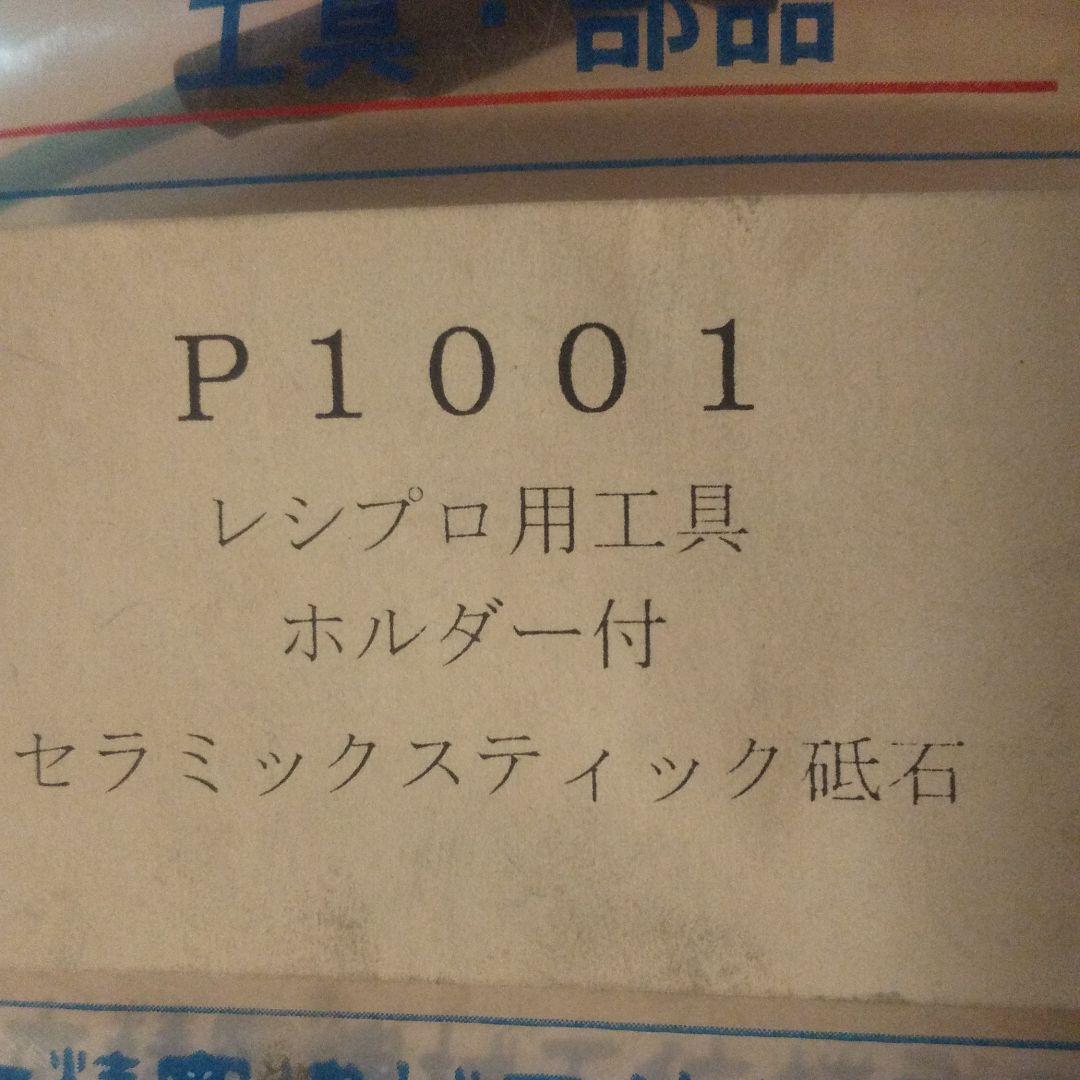 工具・部品
Ｐ１００１
レシプロ用工具
ホルダー付
セラミックスティック砥石